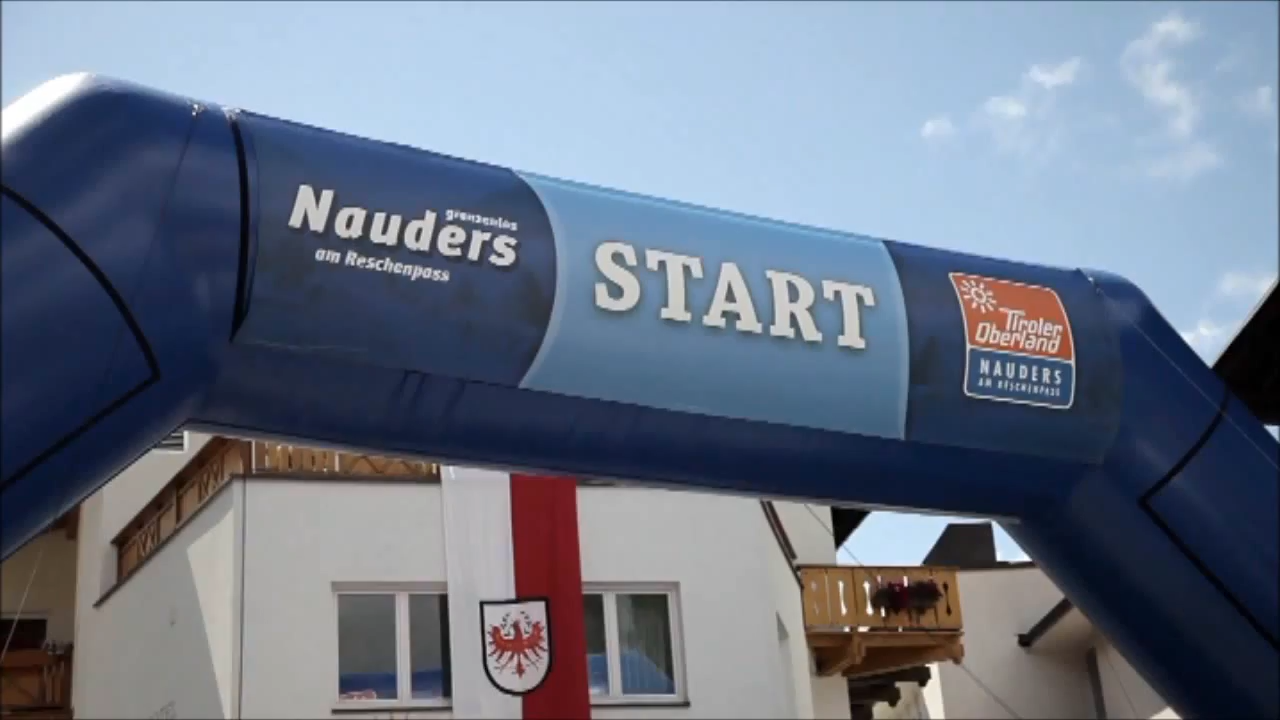 grenzenlos
Nauders
am Reschenpass
START
Tiroler
Oberland
NAUDERS
AM RESCHENPASS